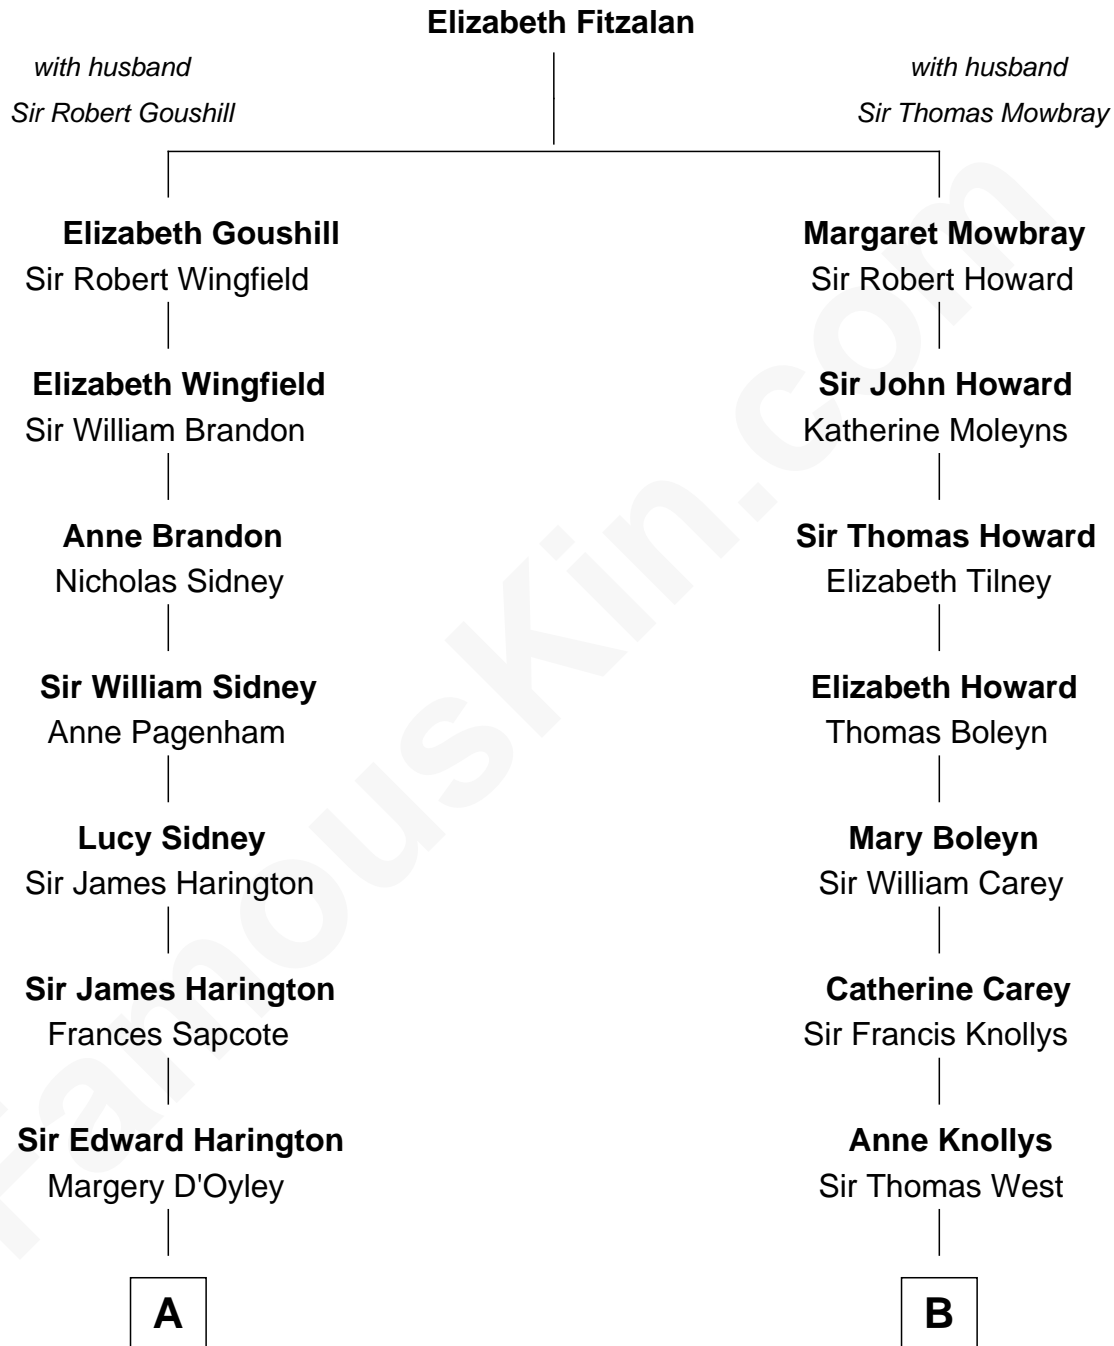 Elizabeth Fitzalan
with husband
Sir Robert Goushill
with husband
Sir Thomas Mowbray
Elizabeth Goushill
Sir Robert Wingfield
Margaret Mowbray
Sir Robert Howard
Elizabeth Wingfield
Sir William Brandon
Sir John Howard
Katherine Moleyns
Anne Brandon
Nicholas Sidney
Sir Thomas Howard
Elizabeth Tilney
Sir William Sidney
Anne Pagenham
Elizabeth Howard
Thomas Boleyn
Lucy Sidney
Sir James Harington
Mary Boleyn
Sir William Carey
Sir James Harington
Frances Sapcote
Catherine Carey
Sir Francis Knollys
Sir Edward Harington
Margery D'Oyley
Anne Knollys
Sir Thomas West
A
B
FamousKin.com